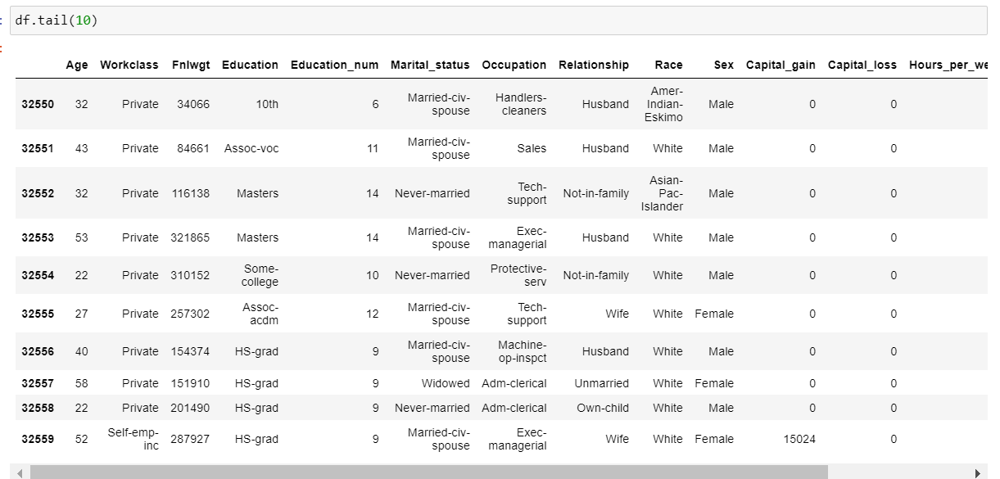 df.tail(10)
Age Workclass Fnlwgt Education Education_num Marital_status Occupation Relationship Race Sex Capital_gain Capital_loss Hours_per_we
32550 32 Private 34066 10th 6 Married-civ-spouse Handlers-cleaners Husband Amer-Indian-Eskimo Male 0 0
32551 43 Private 84661 Assoc-voc 11 Married-civ-spouse Sales Husband White Male 0 0
32552 32 Private 116138 Masters 14 Never-married Tech-support Not-in-family Asian-Pac-Islander Male 0 0
32553 53 Private 321865 Masters 14 Married-civ-spouse Exec-managerial Husband White Male 0 0
32554 22 Private 310152 Some-college 10 Never-married Protective-serv Not-in-family White Male 0 0
32555 27 Private 257302 Assoc-acdm 12 Married-civ-spouse Tech-support Wife White Female 0 0
32556 40 Private 154374 HS-grad 9 Married-civ-spouse Machine-op-inspct Husband White Male 0 0
32557 58 Private 151910 HS-grad 9 Widowed Adm-clerical Unmarried White Female 0 0
32558 22 Private 201490 HS-grad 9 Never-married Adm-clerical Own-child White Male 0 0
32559 52 Self-emp-inc 287927 HS-grad 9 Married-civ-spouse Exec-managerial Wife White Female 15024 0